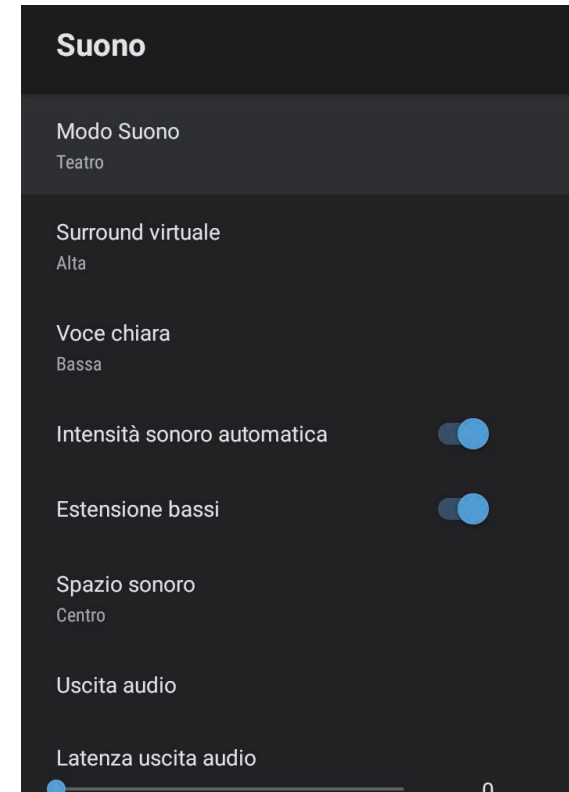 Suono
Modo Suono
Teatro
Surround virtuale
Alta
Voce chiara
Bassa
Intensità sonoro automatica
Estensione bassi
Spazio sonoro
Centro
Uscita audio
Latenza uscita audio
0